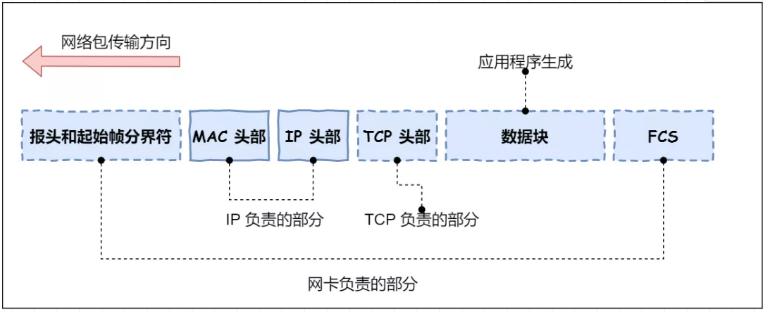 网络包传输方向
应用程序生成
报头和起始帧分界符
MAC 头部
IP 头部
TCP 头部
数据块
FCS
IP 负责的部分
TCP 负责的部分
网卡负责的部分